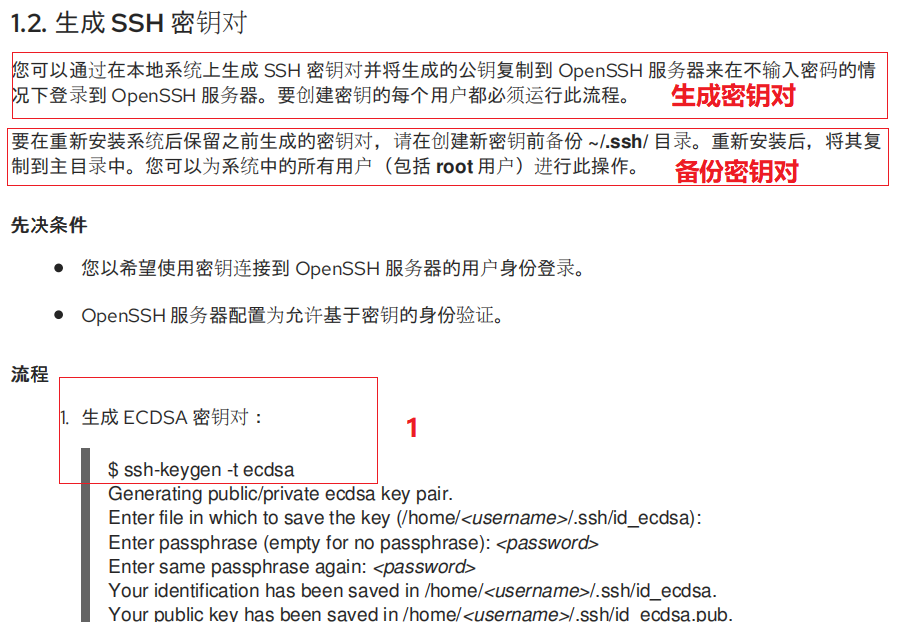 1.2. 生成 SSH 密钥对
您可以通过在本地系统上生成 SSH 密钥对并将生成的公钥复制到 OpenSSH 服务器来在不输入密码的情
况下登录到 OpenSSH 服务器。要创建密钥的每个用户都必须运行此流程。
生成密钥对
要在重新安装系统后保留之前生成的密钥对，请在创建新密钥前备份 ~/.ssh/ 目录。重新安装后，将其复
制到主目录中。您可以为系统中的所有用户（包括 root 用户）进行此操作。
备份密钥对
先决条件
● 您以希望使用密钥连接到 OpenSSH 服务器的用户身份登录。
● OpenSSH 服务器配置为允许基于密钥的身份验证。
流程
1. 生成 ECDSA 密钥对：
1
$ ssh-keygen -t ecdsa
Generating public/private ecdsa key pair.
Enter file in which to save the key (/home/<username>/.ssh/id_ecdsa):
Enter passphrase (empty for no passphrase): <password>
Enter same passphrase again: <password>
Your identification has been saved in /home/<username>/.ssh/id_ecdsa.
Your public key has been saved in /home/<username>/.ssh/id_ecdsa.pub.